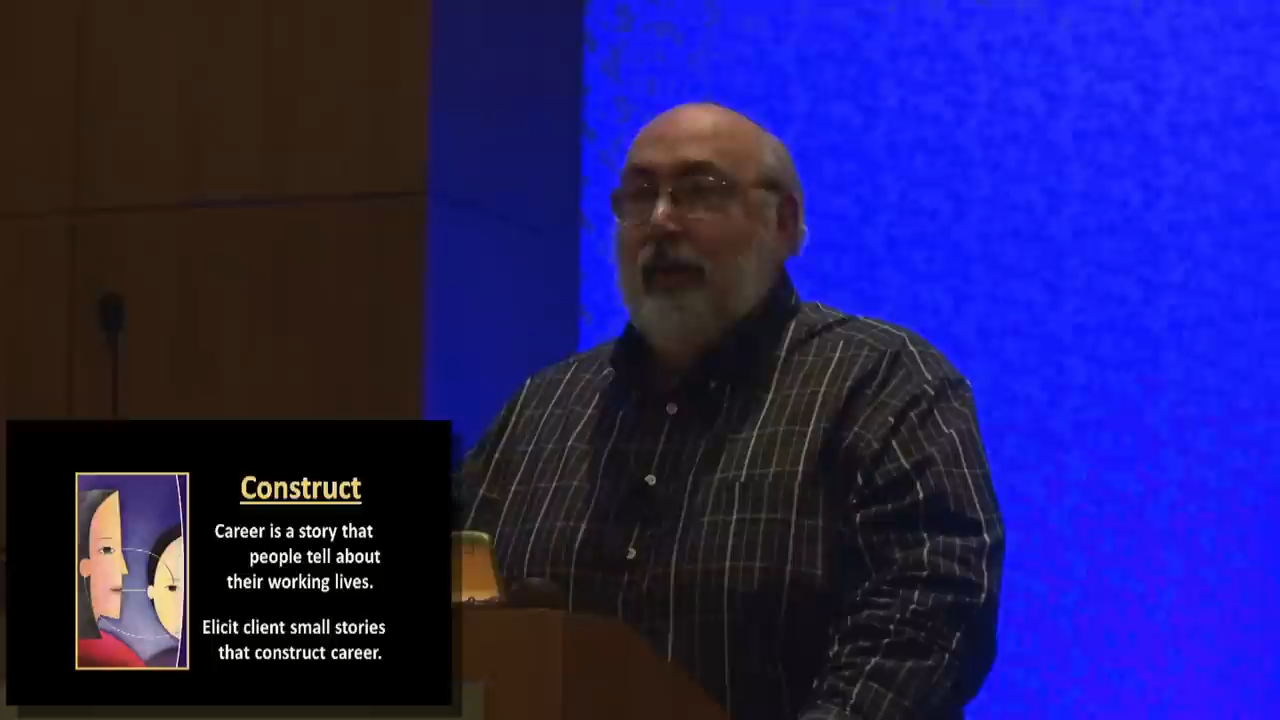 Construct
Career is a story that
people tell about
their working lives.
Elicit client small stories
that construct career.